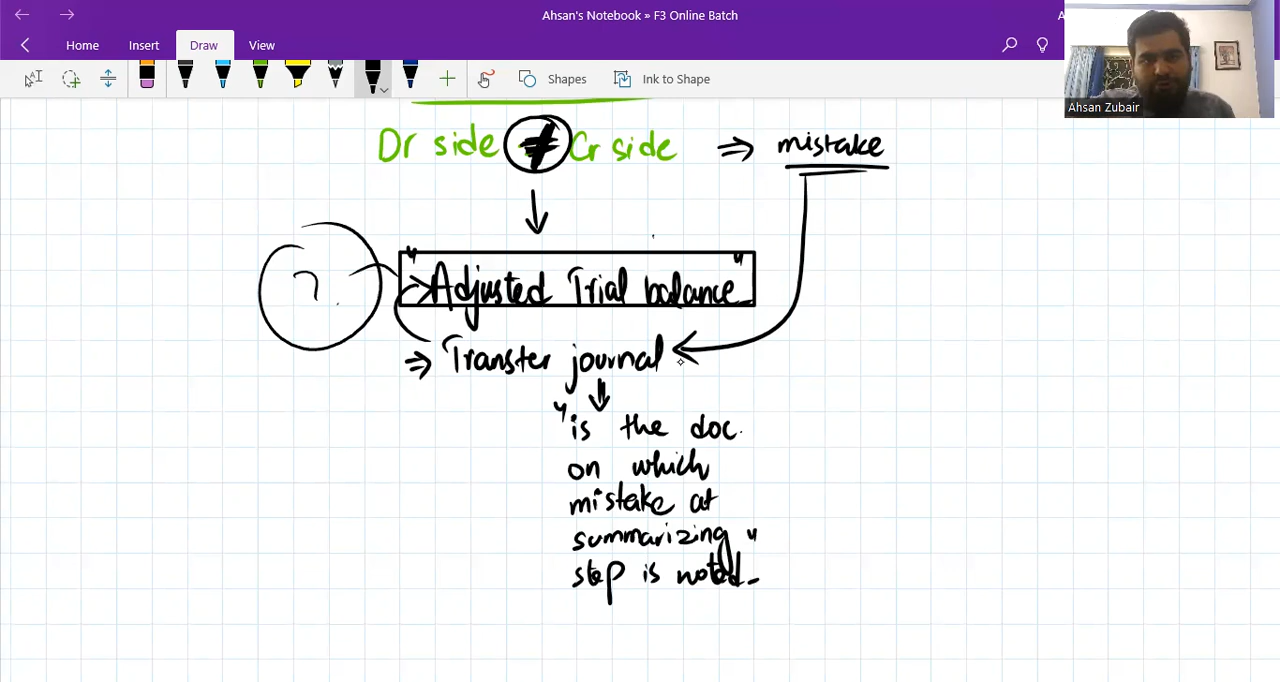 Ahsan's Notebook » F3 Online Batch
Home Insert Draw View
Shapes Ink to Shape
Ahsan Zubair
Dr side ≠ Cr side ⇒ mistake
"Adjusted Trial balance"
?
⇒ Transfer journal
"is the doc.
on which
mistake at
summarizing
step is noted."